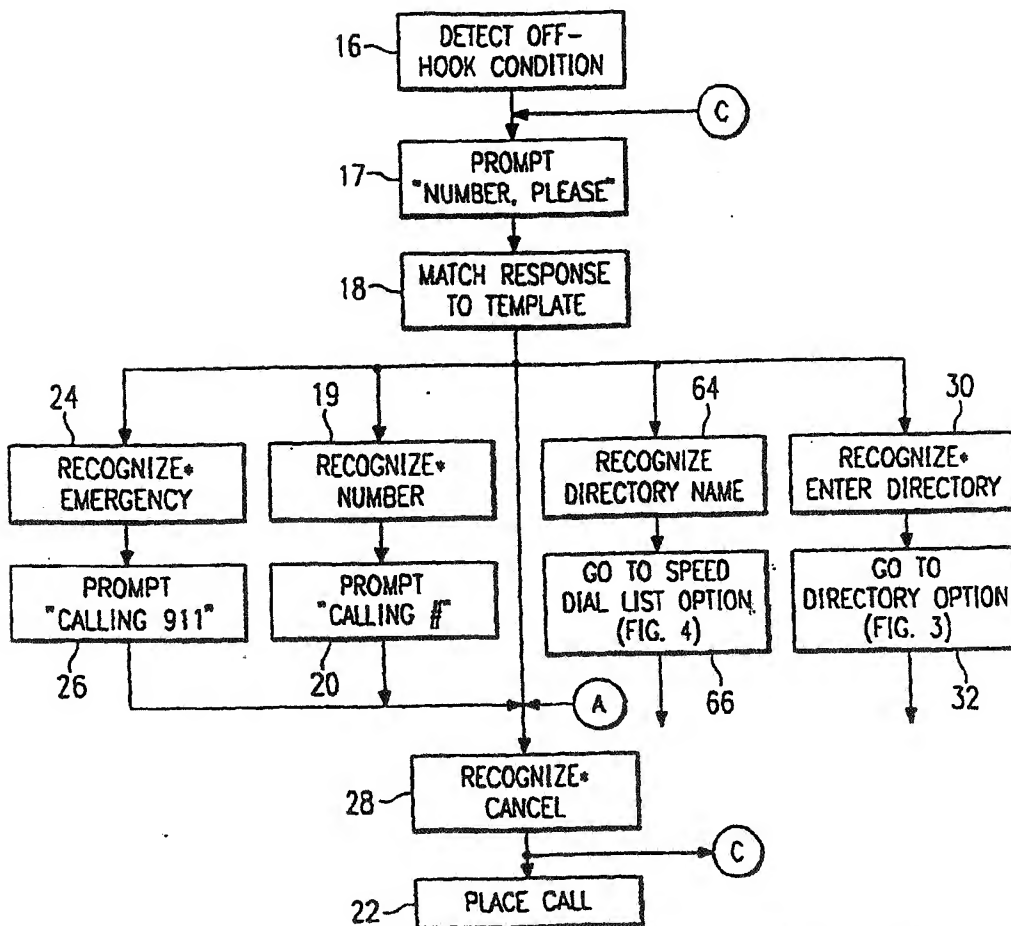 16
DETECT OFF-
HOOK CONDITION
C
17
PROMPT
"NUMBER, PLEASE"
18
MATCH RESPONSE
TO TEMPLATE
24
19
64
30
RECOGNIZE*
EMERGENCY
RECOGNIZE*
NUMBER
RECOGNIZE
DIRECTORY NAME
RECOGNIZE*
ENTER DIRECTORY
PROMPT
"CALLING 911"
PROMPT
"CALLING #"
GO TO SPEED
DIAL LIST OPTION
(FIG. 4)
GO TO
DIRECTORY OPTION
(FIG. 3)
26
20
A
66
32
28
RECOGNIZE*
CANCEL
C
22
PLACE CALL